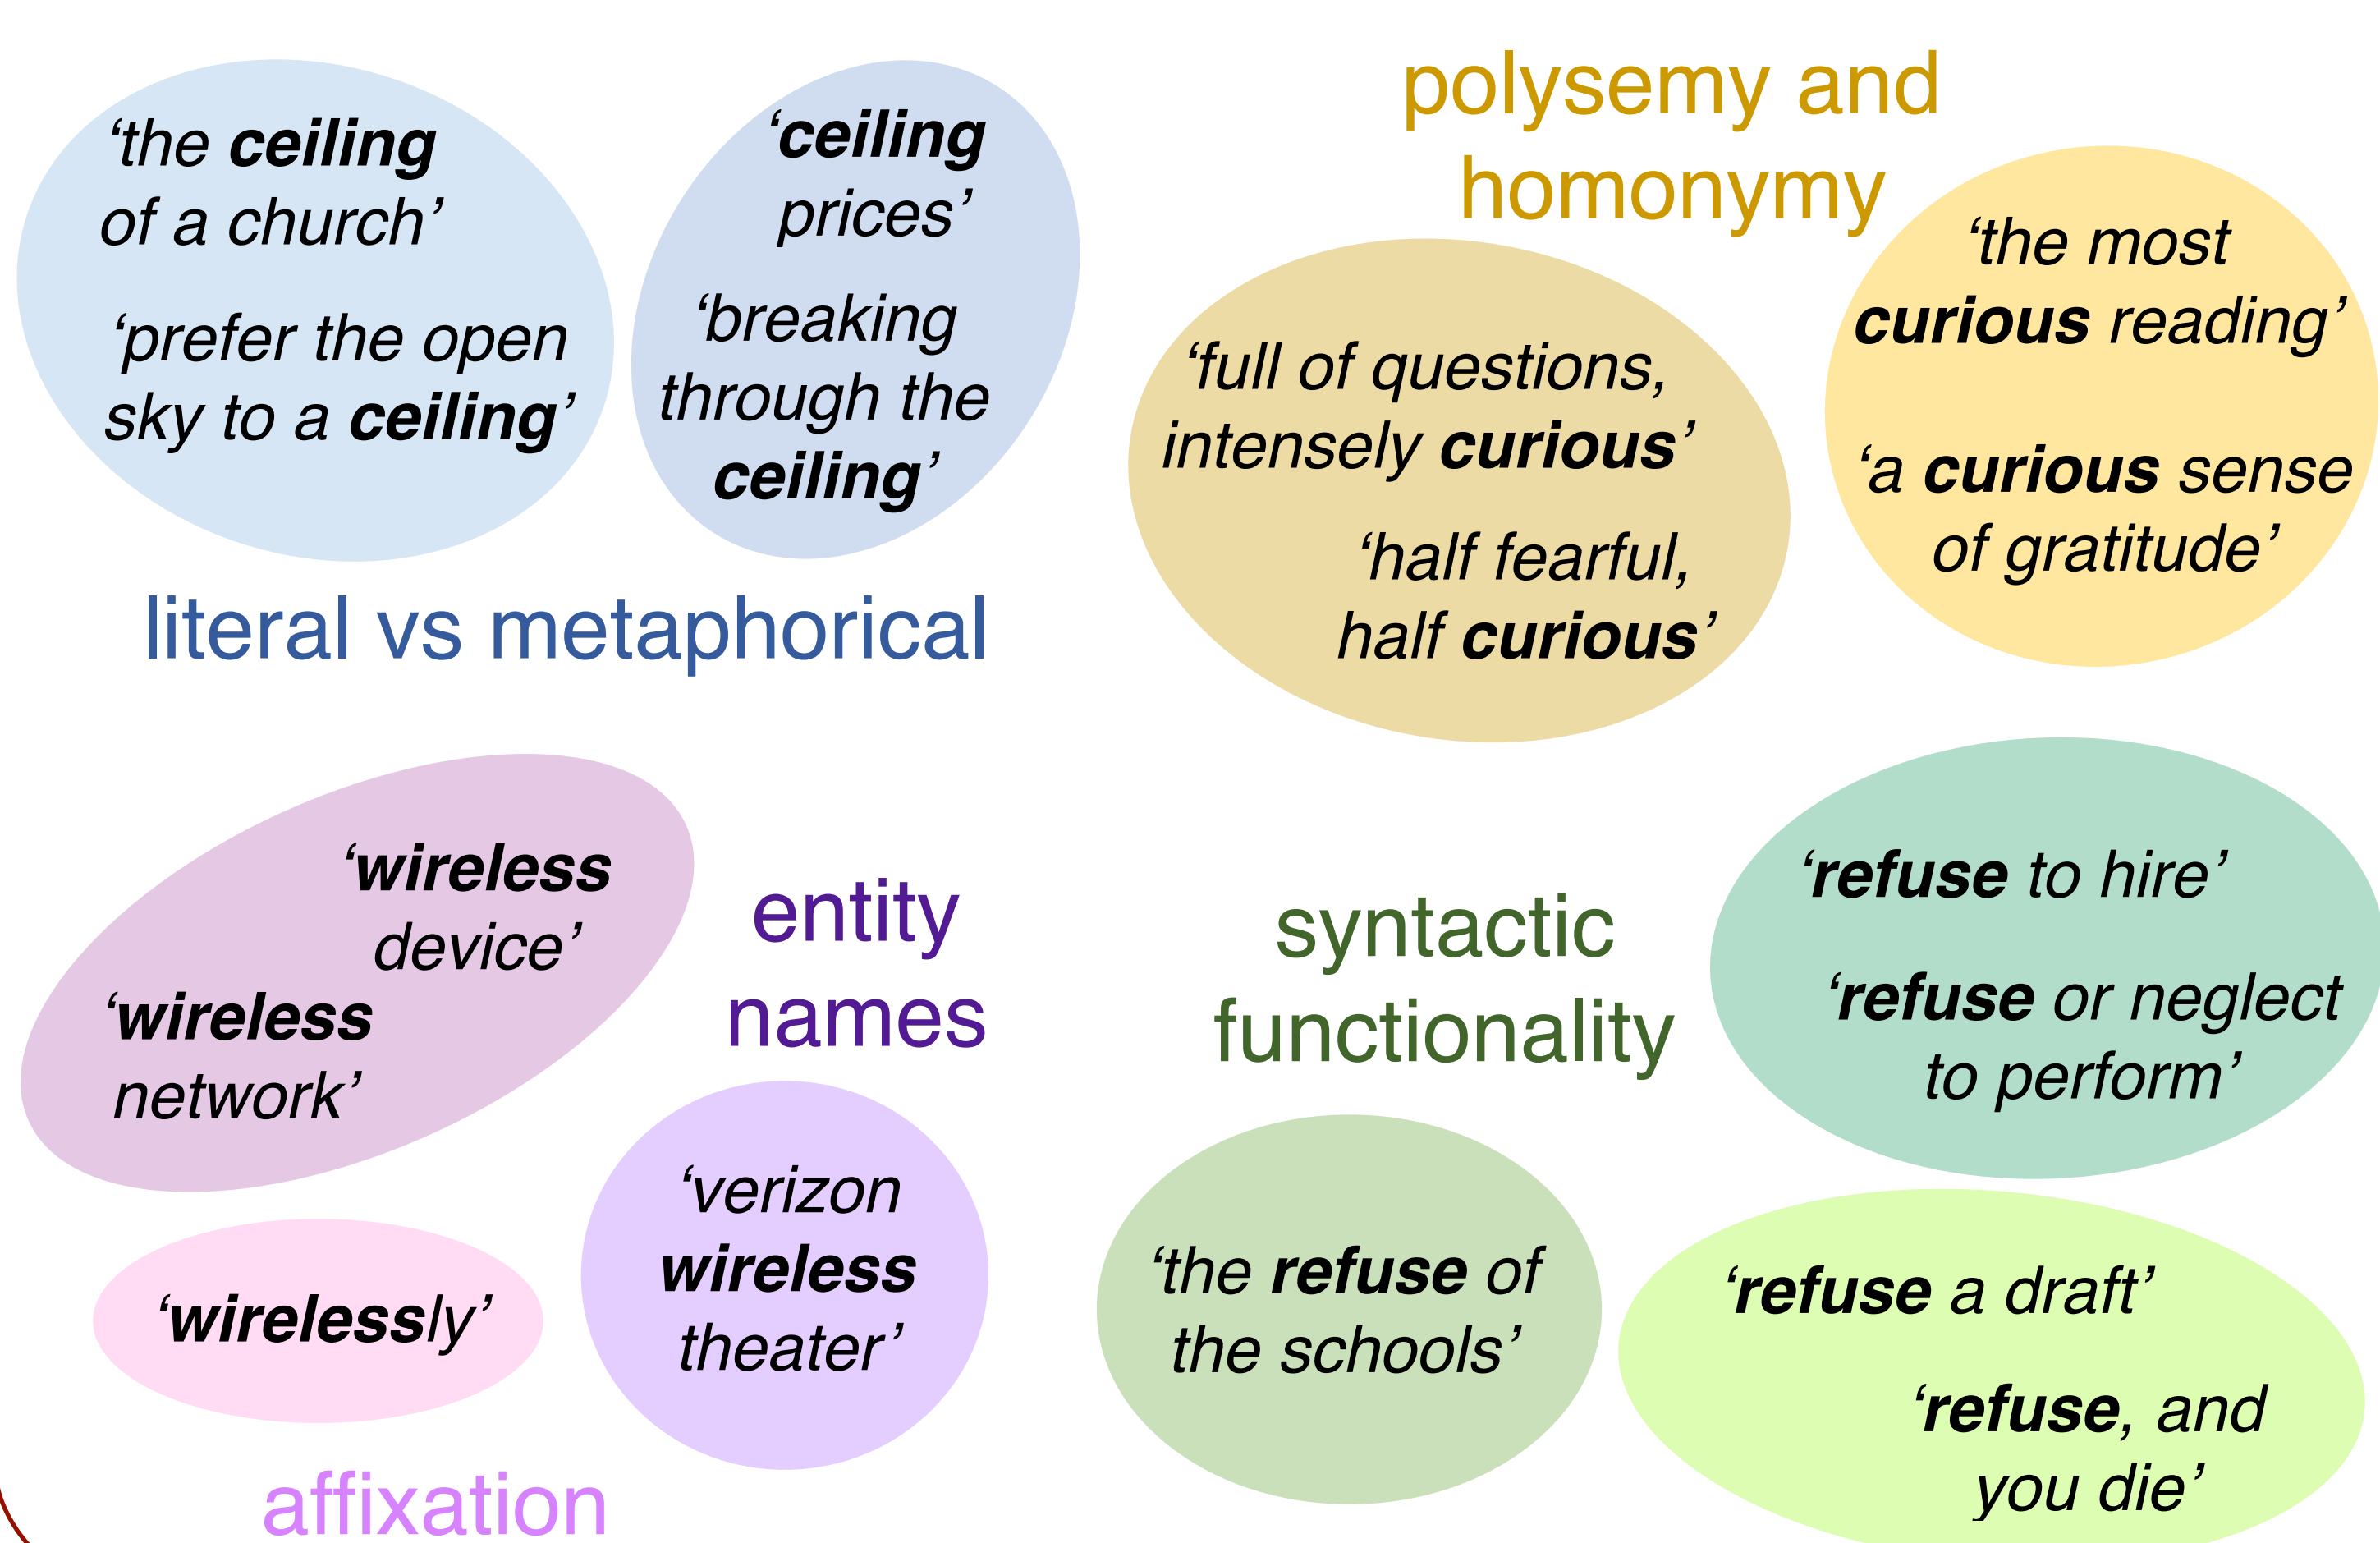 ‘the ceiling
of a church’
‘prefer the open
sky to a ceiling’
‘ceiling
prices’
‘breaking
through the
ceiling’
literal vs metaphorical
polysemy and
homonymy
‘full of questions,
intensely curious’
‘half fearful,
half curious’
‘the most
curious reading’
‘a curious sense
of gratitude’
‘wireless
device’
‘wireless
network’
entity
names
‘verizon
wireless
theater’
‘wirelessly’
affixation
syntactic
functionality
‘refuse to hire’
‘refuse or neglect
to perform’
‘the refuse of
the schools’
‘refuse a draft’
‘refuse, and
you die’